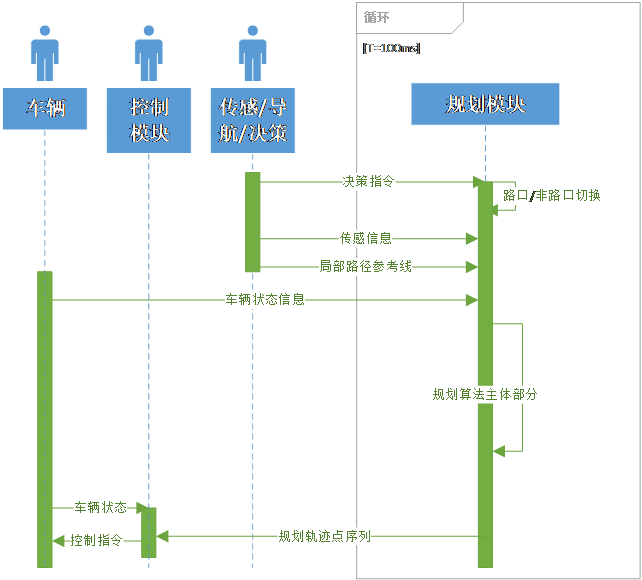 循环
[T=100ms]
车辆
控制
模块
传感/导
航/决策
规划模块
决策指令
路口/非路口切换
传感信息
局部路径参考线
车辆状态信息
规划算法主体部分
车辆状态
规划轨迹点序列
控制指令